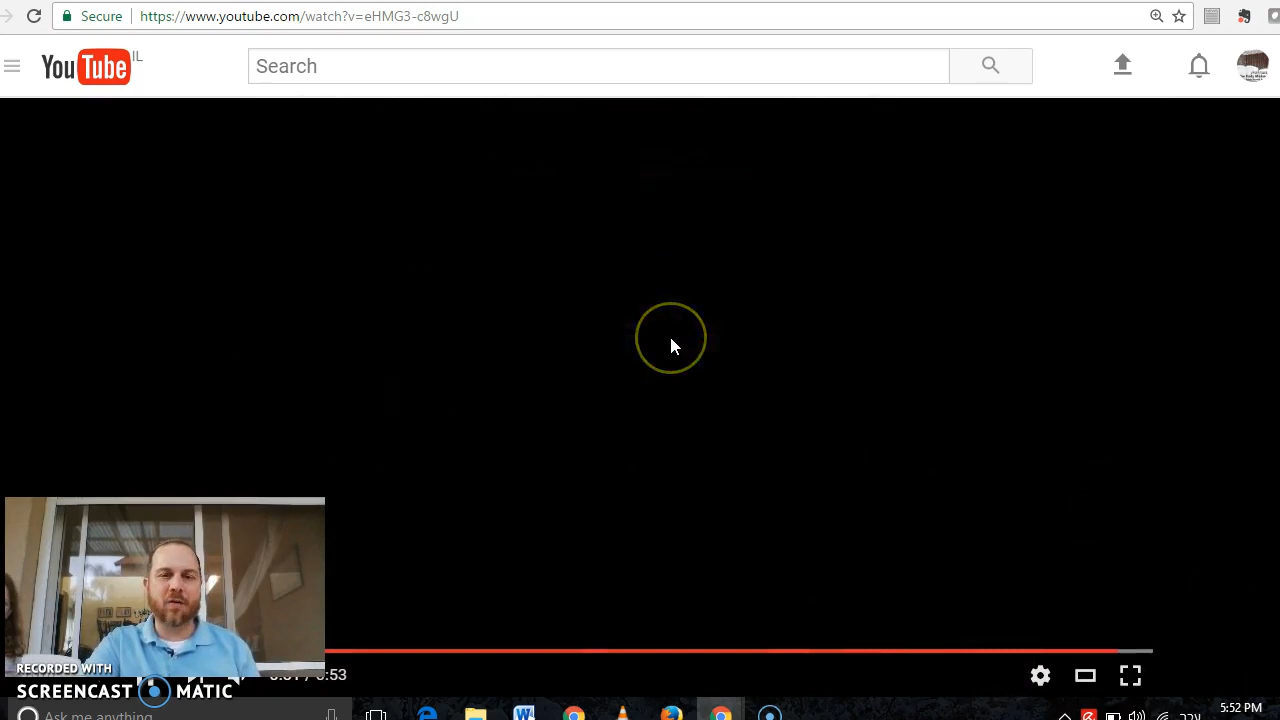 Secure
https://www.youtube.com/watch?v=eHMG3-c8wgU
YouTube IL
Search
RECORDED WITH
SCREENCAST MATIC
Ask me anything
5:52 PM